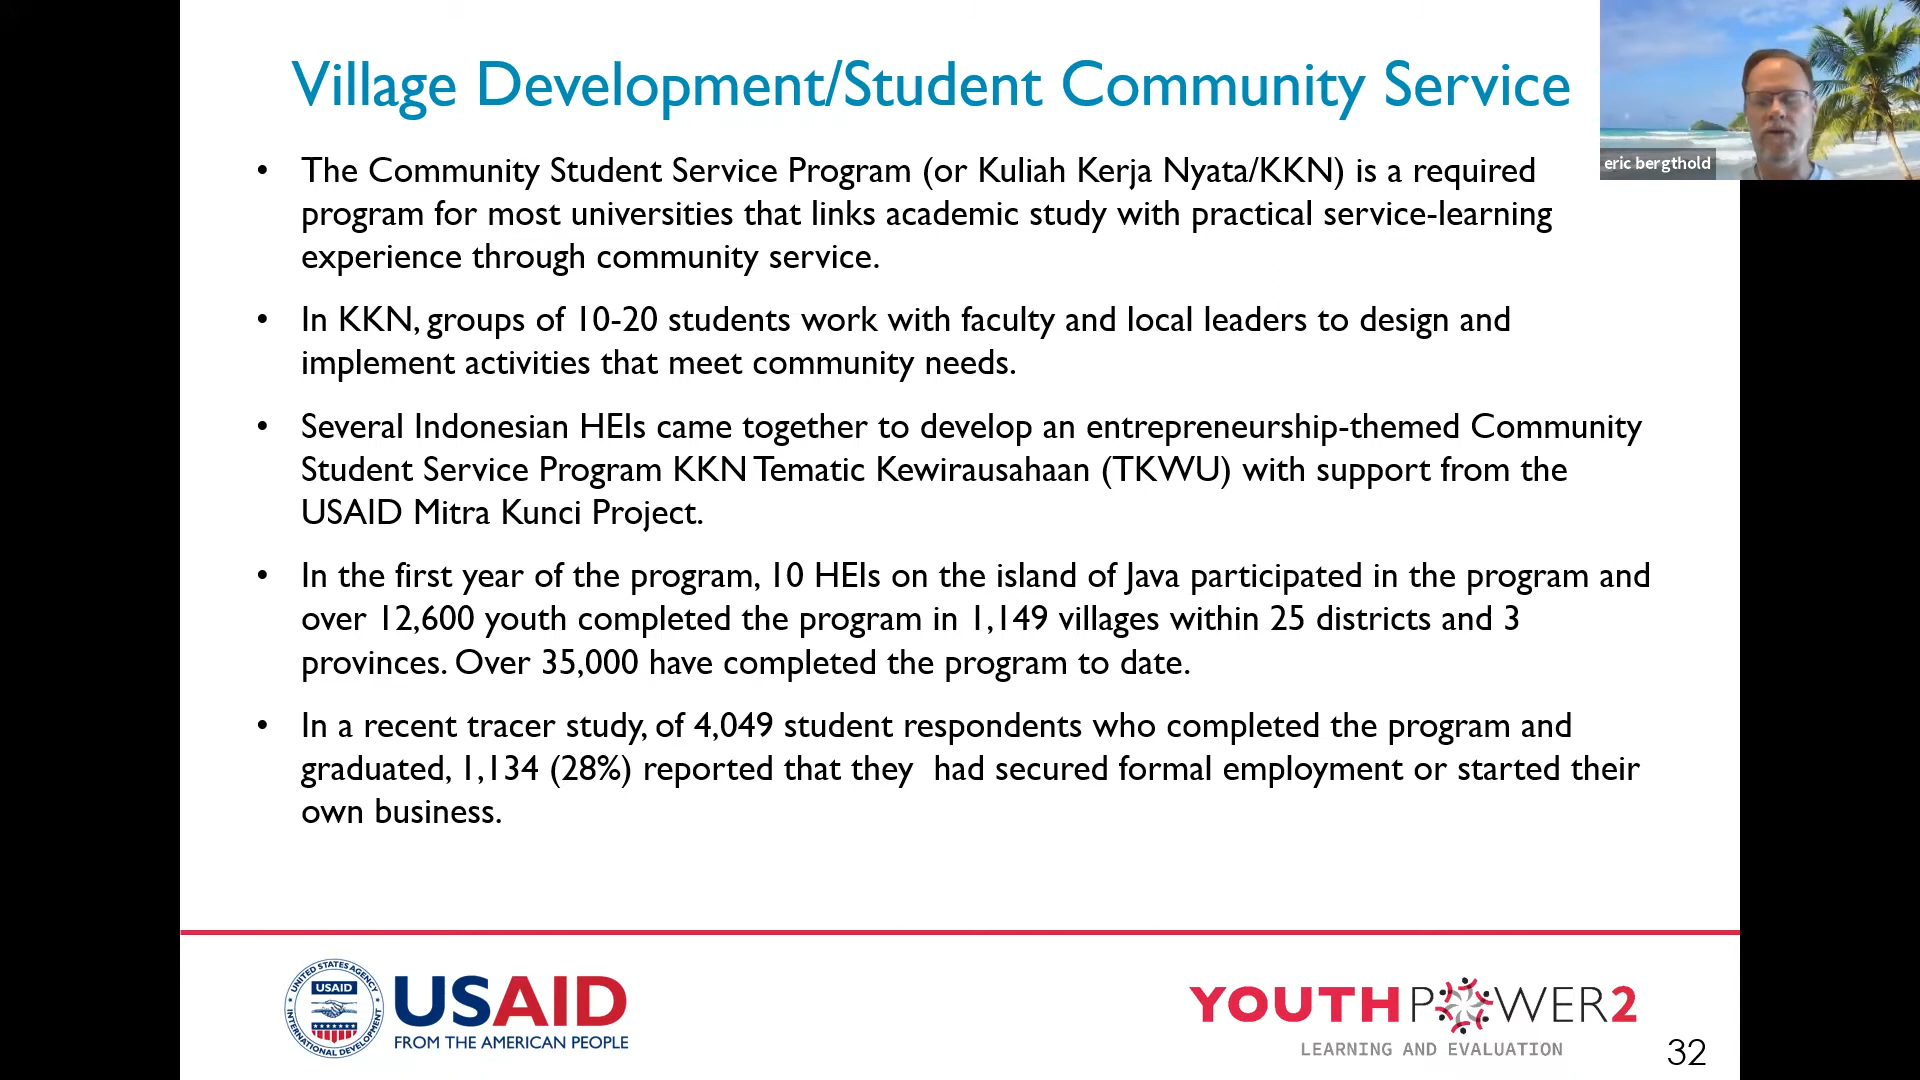 Village Development/Student Community Service
eric bergthold
• The Community Student Service Program (or Kuliah Kerja Nyata/KKN) is a required
program for most universities that links academic study with practical service-learning
experience through community service.
• In KKN, groups of 10-20 students work with faculty and local leaders to design and
implement activities that meet community needs.
• Several Indonesian HEIs came together to develop an entrepreneurship-themed Community
Student Service Program KKN Tematic Kewirausahaan (TKWU) with support from the
USAID Mitra Kunci Project.
• In the first year of the program, 10 HEIs on the island of Java participated in the program and
over 12,600 youth completed the program in 1,149 villages within 25 districts and 3
provinces. Over 35,000 have completed the program to date.
• In a recent tracer study, of 4,049 student respondents who completed the program and
graduated, 1,134 (28%) reported that they  had secured formal employment or started their
own business.
UNITED STATES AGENCY
USAID
INTERNATIONAL DEVELOPMENT
USAID
FROM THE AMERICAN PEOPLE
YOUTHPOWER2
LEARNING AND EVALUATION
32